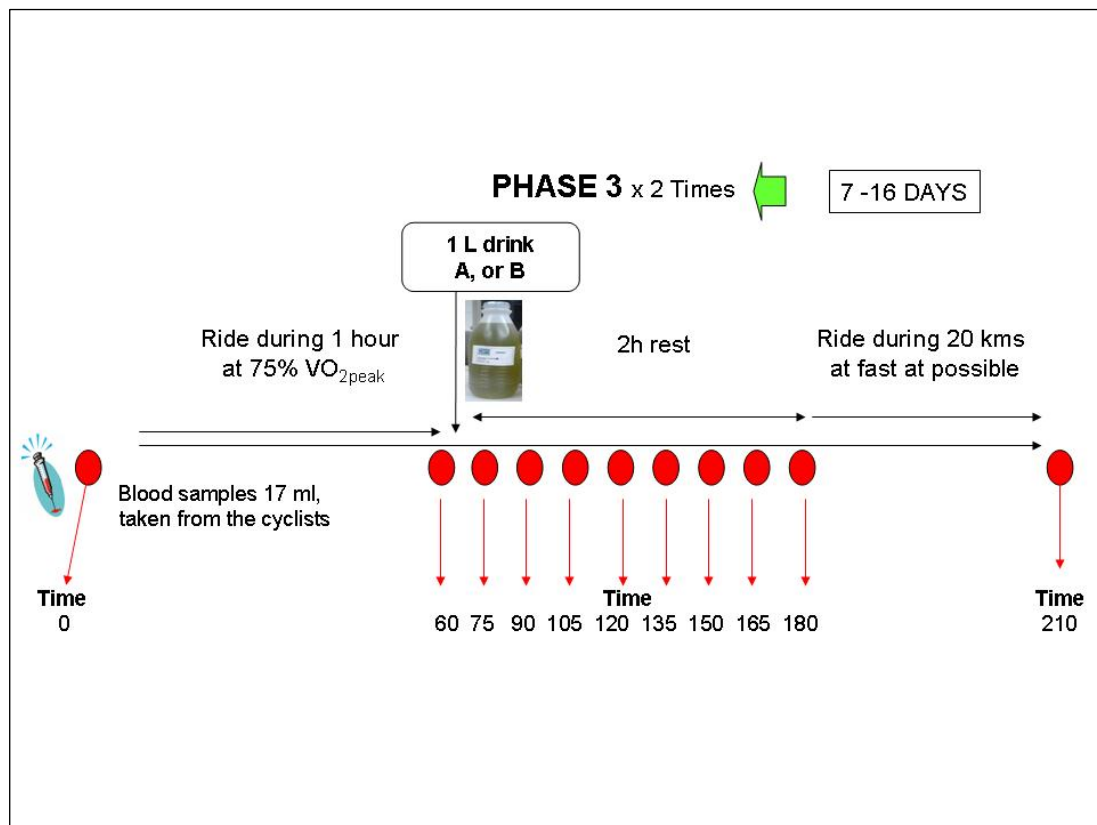 PHASE 3 x 2 Times
7 -16 DAYS
1 L drink
A, or B
Ride during 1 hour
at 75% VO2peak
2h rest
Ride during 20 kms
at fast at possible
Blood samples 17 ml,
taken from the cyclists
Time
0
Time
60 75 90 105 120 135 150 165 180
Time
210